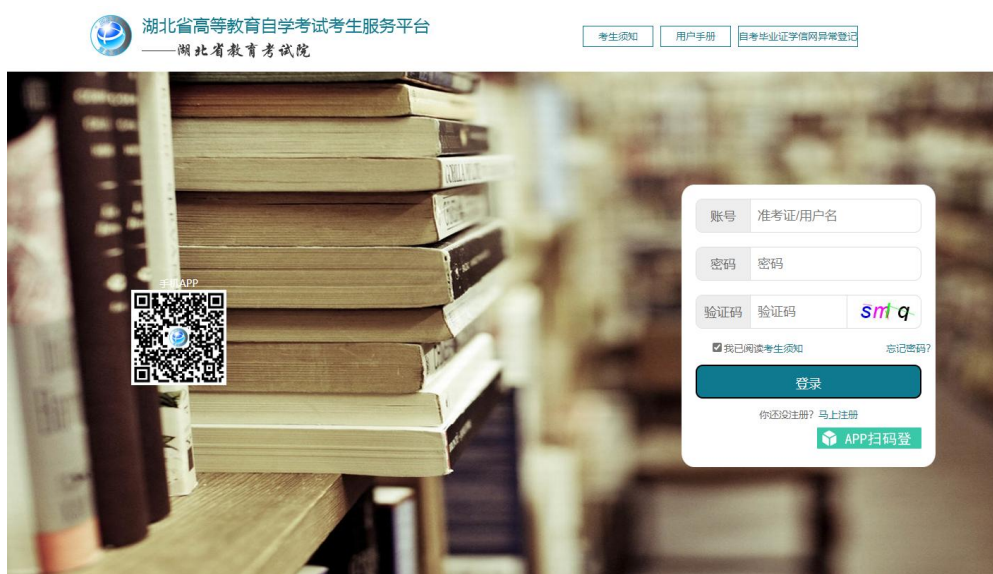 湖北省高等教育自学考试考生服务平台
——湖北省教育考试院
考生须知
用户手册
自考毕业证学信网异常登记
手机APP
账号 准考证/用户名
密码 密码
验证码 验证码
我已阅读考生须知 忘记密码?
登录
你还没注册? 马上注册
APP扫码登